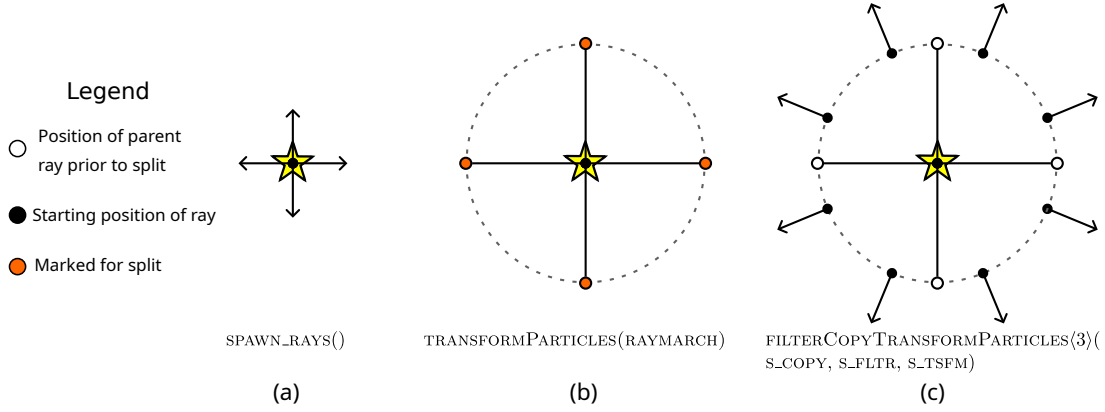 Legend
Position of parent
ray prior to split
Starting position of ray
Marked for split
SPAWN_RAYS()
TRANSFORMPARTICLES(RAYMARCH)
FILTERCOPYTRANSFORMPARTICLES⟨3⟩(
S_COPY, S_FLTR, S_TSFM)
(a)
(b)
(c)